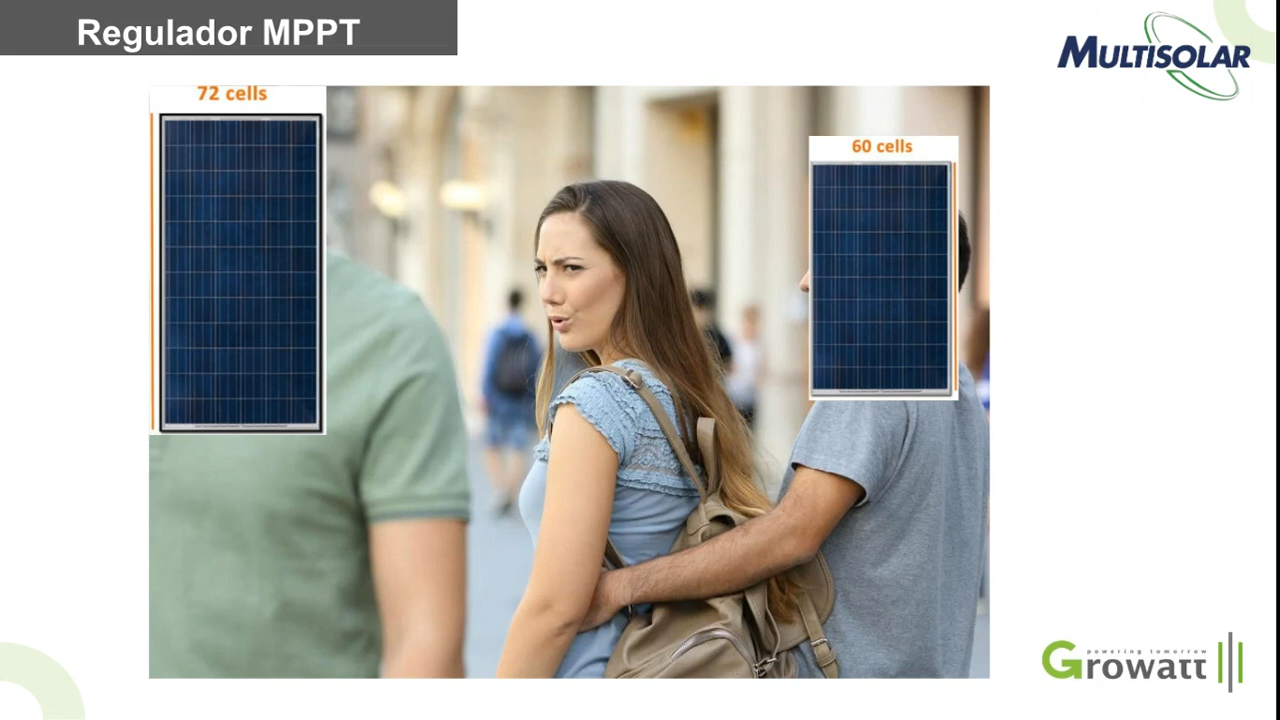 Regulador MPPT
MULTISOLAR
72 cells
60 cells
powering tomorrow
Growatt